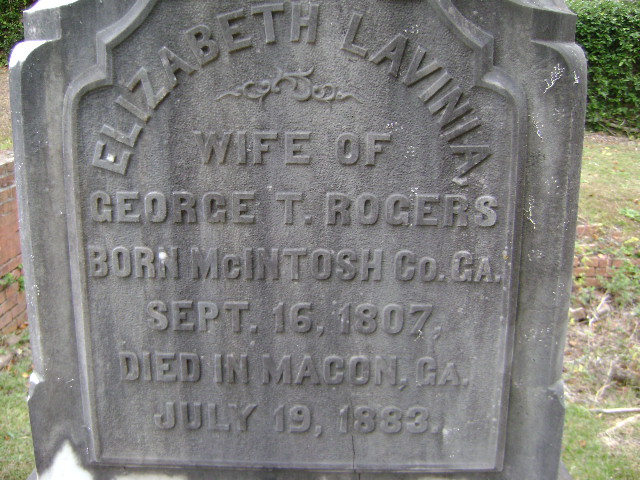 ELIZABETH LAVINIA
WIFE OF
GEORGE T. ROGERS
BORN McINTOSH Co. GA.
SEPT. 16, 1807,
DIED IN MACON, GA.
JULY 19, 1883.